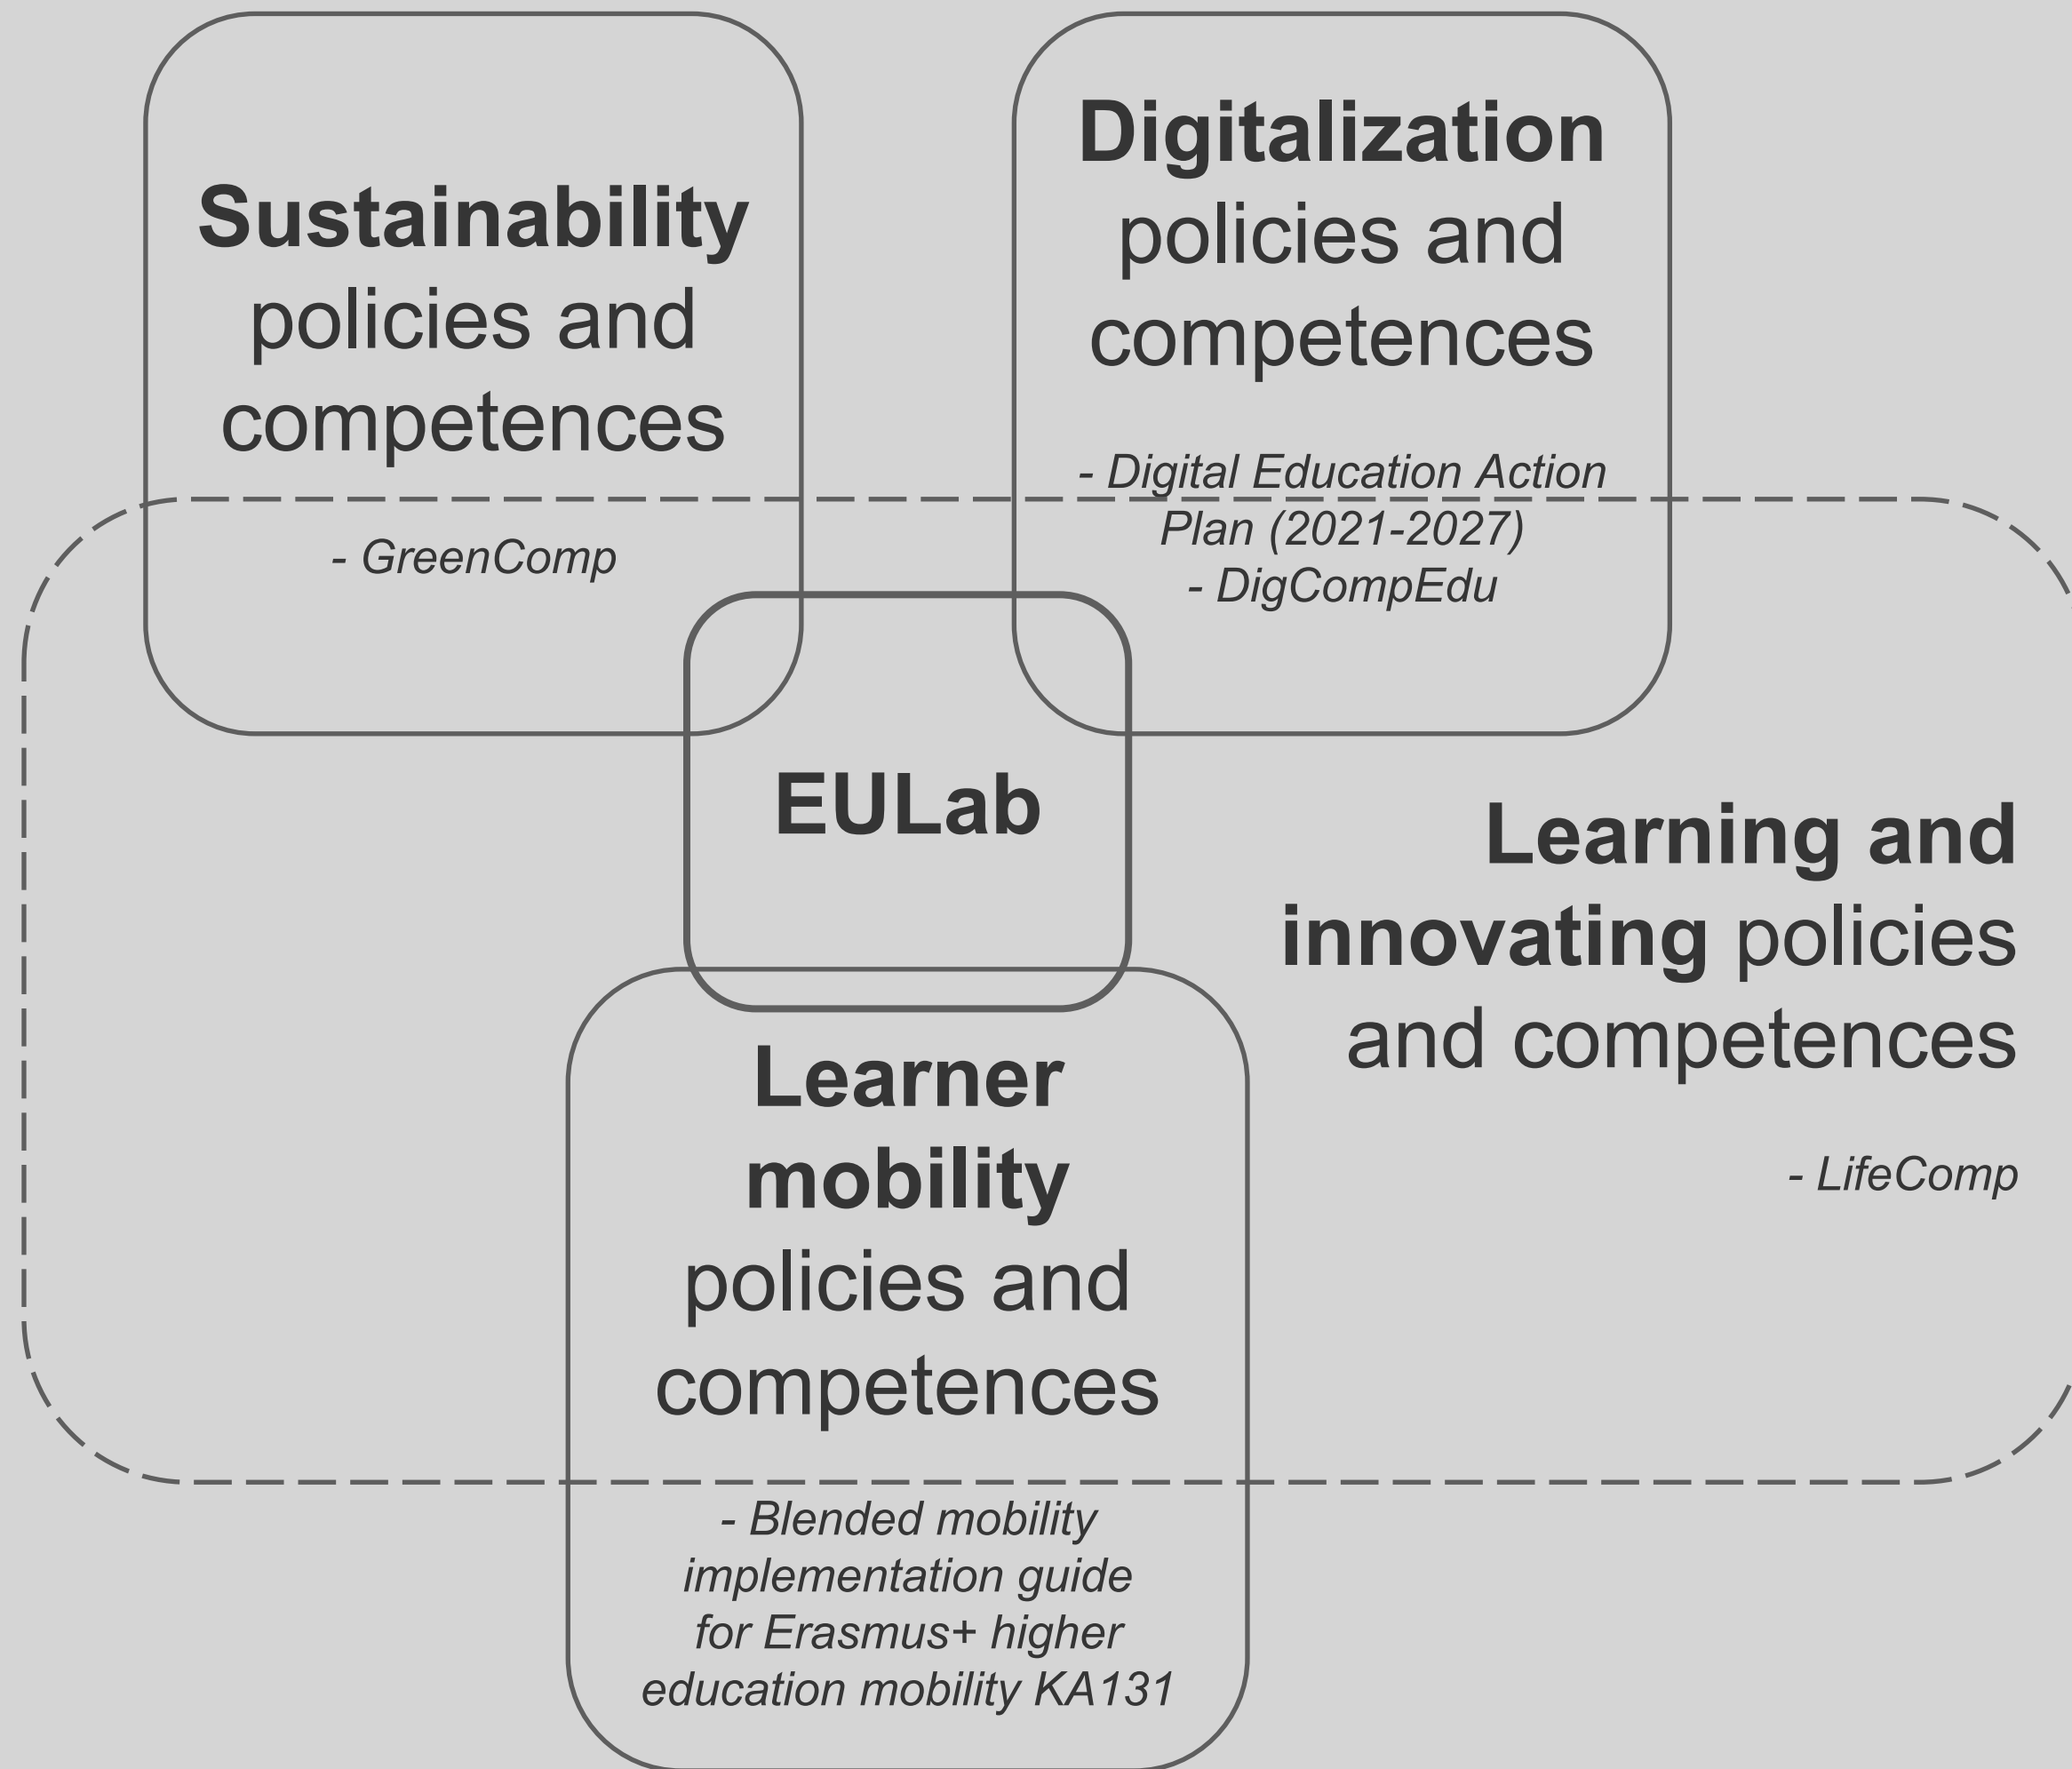 Sustainability
policies and
competences
- GreenComp
Digitalization
policies and
competences
- Digital Education Action
Plan (2021-2027)
- DigCompEdu
EULab
Learning and
innovating policies
and competences
- LifeComp
Learner
mobility
policies and
competences
- Blended mobility
implementation guide
for Erasmus+ higher
education mobility KA131